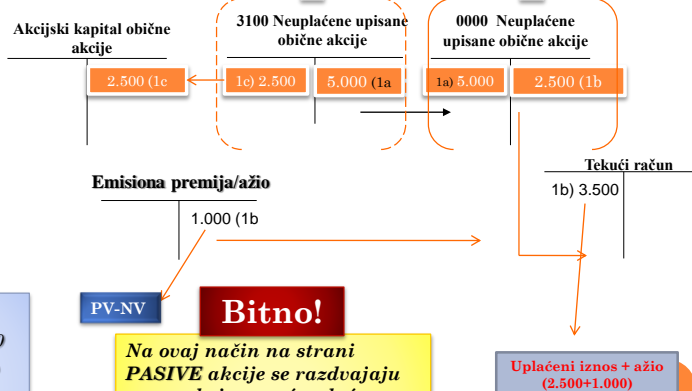 Akcijski kapital obične
akcije
2.500 (1c
3100 Neuplaćene upisane
obične akcije
1c) 2.500
5.000 (1a
0000 Neuplaćene
upisane obične akcije
1a) 5.000
2.500 (1b
Tekući račun
1b) 3.500
Emisiona premija/ažio
1.000 (1b
PV-NV
Bitno!
Na ovaj način na strani
PASIVE akcije se razdvajaju
Uplaćeni iznos + ažio
(2.500+1.000)